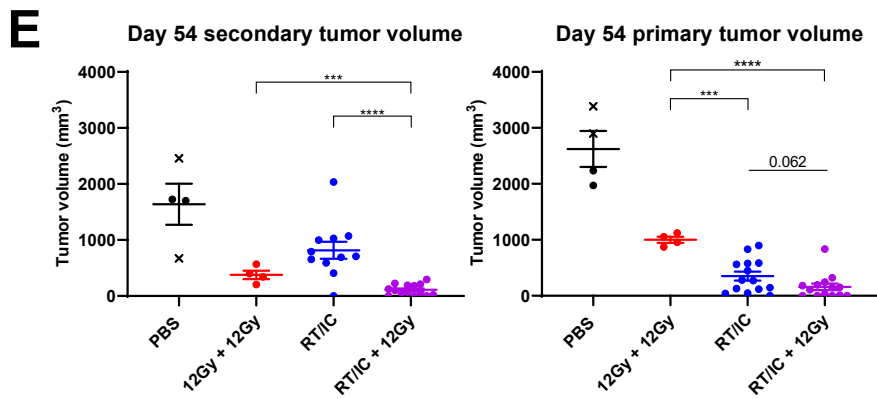 E
Day 54 secondary tumor volume
Tumor volume (mm³)
4000
3000
2000
1000
0
***
****
PBS
12Gy + 12Gy
RT/IC
RT/IC + 12Gy
Day 54 primary tumor volume
Tumor volume (mm³)
4000
3000
2000
1000
0
****
***
0.062
PBS
12Gy + 12Gy
RT/IC
RT/IC + 12Gy